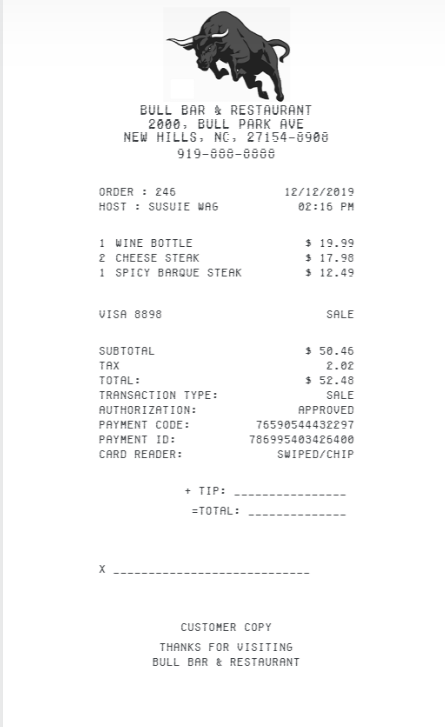 BULL BAR & RESTAURANT
2000, BULL PARK AVE
NEW HILLS, NC, 27154-8908
919-888-8888
ORDER : 246 12/12/2019
HOST : SUSUIE WAG 02:16 PM
1 WINE BOTTLE $ 19.99
2 CHEESE STEAK $ 17.98
1 SPICY BARQUE STEAK $ 12.49
VISA 8898 SALE
SUBTOTAL $ 50.46
TAX 2.02
TOTAL: $ 52.48
TRANSACTION TYPE: SALE
AUTHORIZATION: APPROVED
PAYMENT CODE: 76590544432297
PAYMENT ID: 786995403426400
CARD READER: SWIPED/CHIP
+ TIP: ________________
=TOTAL: ______________
X ____________________________
CUSTOMER COPY
THANKS FOR VISITING
BULL BAR & RESTAURANT